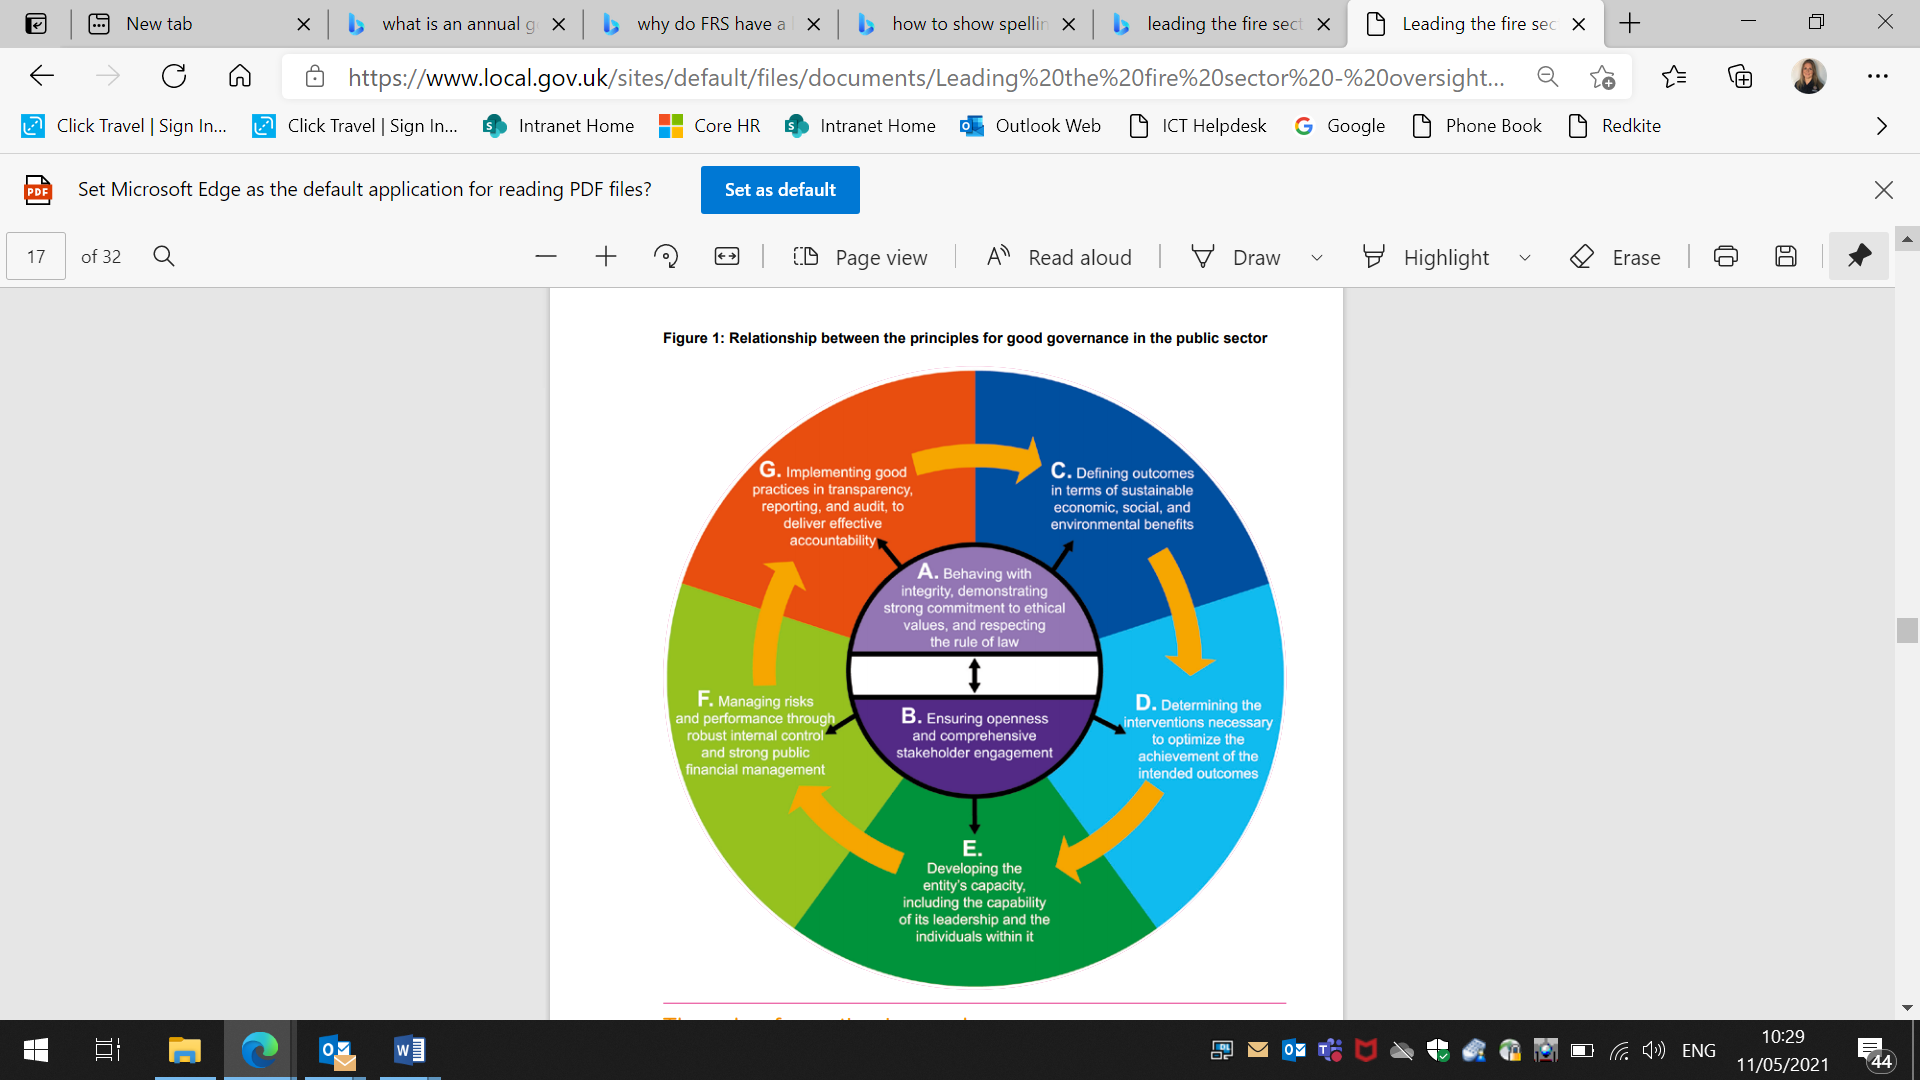 New tab
what is an annual g
why do FRS have a
how to show spellin
leading the fire sect
Leading the fire sec
https://www.local.gov.uk/sites/default/files/documents/Leading%20the%20fire%20sector%20-%20oversight...
Click Travel | Sign In...
Click Travel | Sign In...
Intranet Home
Core HR
Intranet Home
Outlook Web
ICT Helpdesk
Google
Phone Book
Redkite
PDF
Set Microsoft Edge as the default application for reading PDF files?
Set as default
17
of 32
Page view
Read aloud
Draw
Highlight
Erase
Figure 1: Relationship between the principles for good governance in the public sector
G. Implementing good
practices in transparency,
reporting, and audit, to
deliver effective
accountability
C. Defining outcomes
in terms of sustainable
economic, social, and
environmental benefits
A. Behaving with
integrity, demonstrating
strong commitment to ethical
values, and respecting
the rule of law
F. Managing risks
and performance through
robust internal control
and strong public
financial management
B. Ensuring openness
and comprehensive
stakeholder engagement
D. Determining the
interventions necessary
to optimize the
achievement of the
intended outcomes
E.
Developing the
entity's capacity,
including the capability
of its leadership and the
individuals within it
ENG
10:29
11/05/2021
44